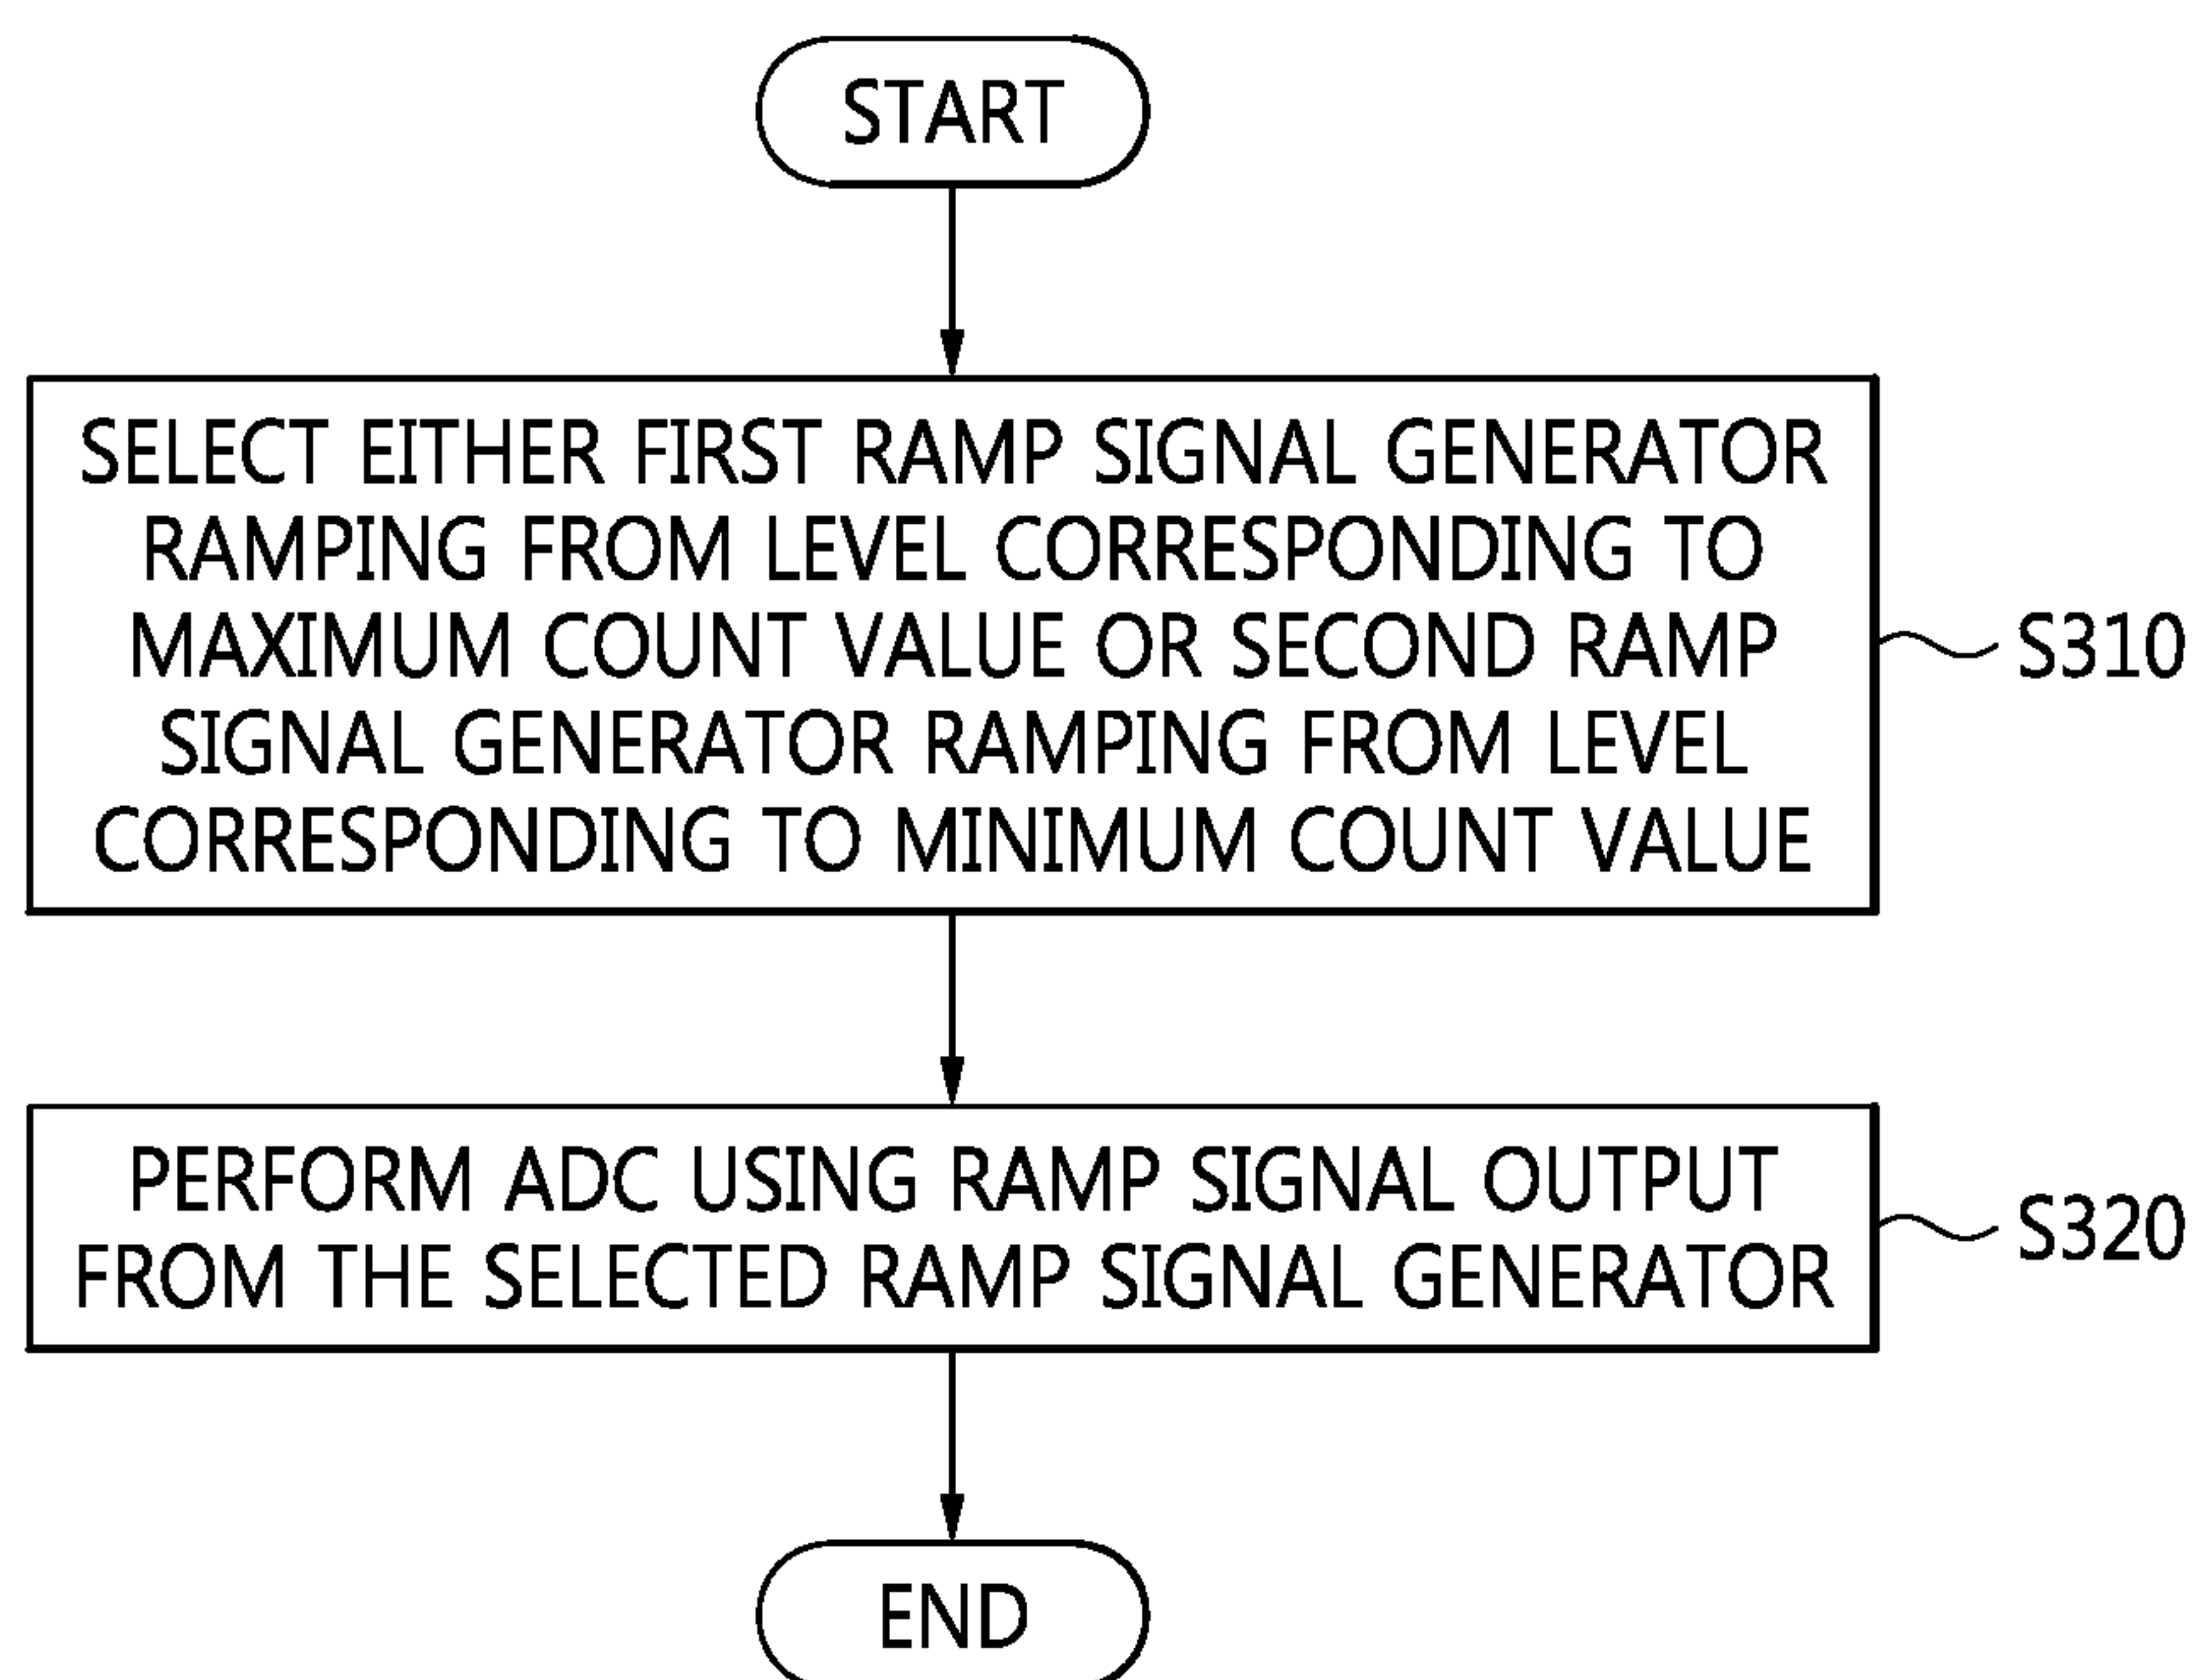 START
SELECT EITHER FIRST RAMP SIGNAL GENERATOR
RAMPING FROM LEVEL CORRESPONDING TO
MAXIMUM COUNT VALUE OR SECOND RAMP
SIGNAL GENERATOR RAMPING FROM LEVEL
CORRESPONDING TO MINIMUM COUNT VALUE
S310
PERFORM ADC USING RAMP SIGNAL OUTPUT
FROM THE SELECTED RAMP SIGNAL GENERATOR
S320
END